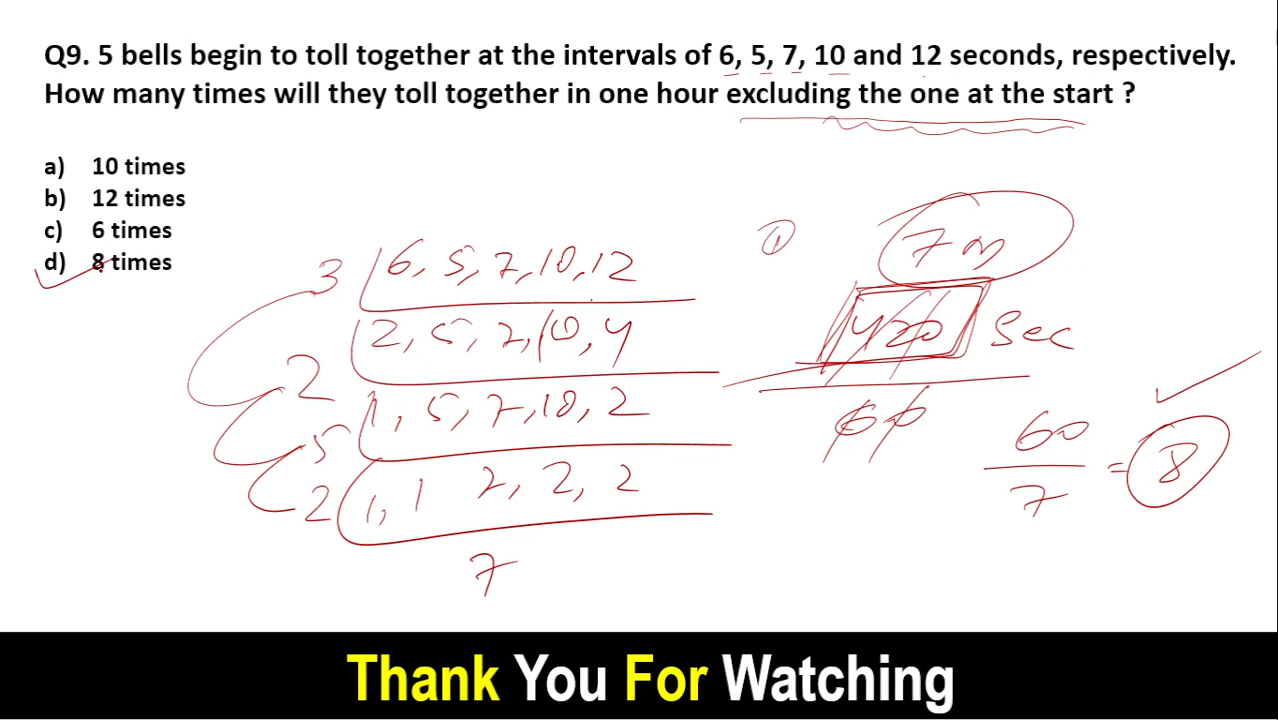 Q9. 5 bells begin to toll together at the intervals of 6, 5, 7, 10 and 12 seconds, respectively.
How many times will they toll together in one hour excluding the one at the start ?
a) 10 times
b) 12 times
c) 6 times
d) 8 times
3 6, 5, 7, 10, 12
2 2, 5, 7, 10, 4
5 1, 5, 7, 10, 2
2 1, 1 7, 2, 2
7
①
7 m
420 Sec
60
60
7
= 8
Thank You For Watching